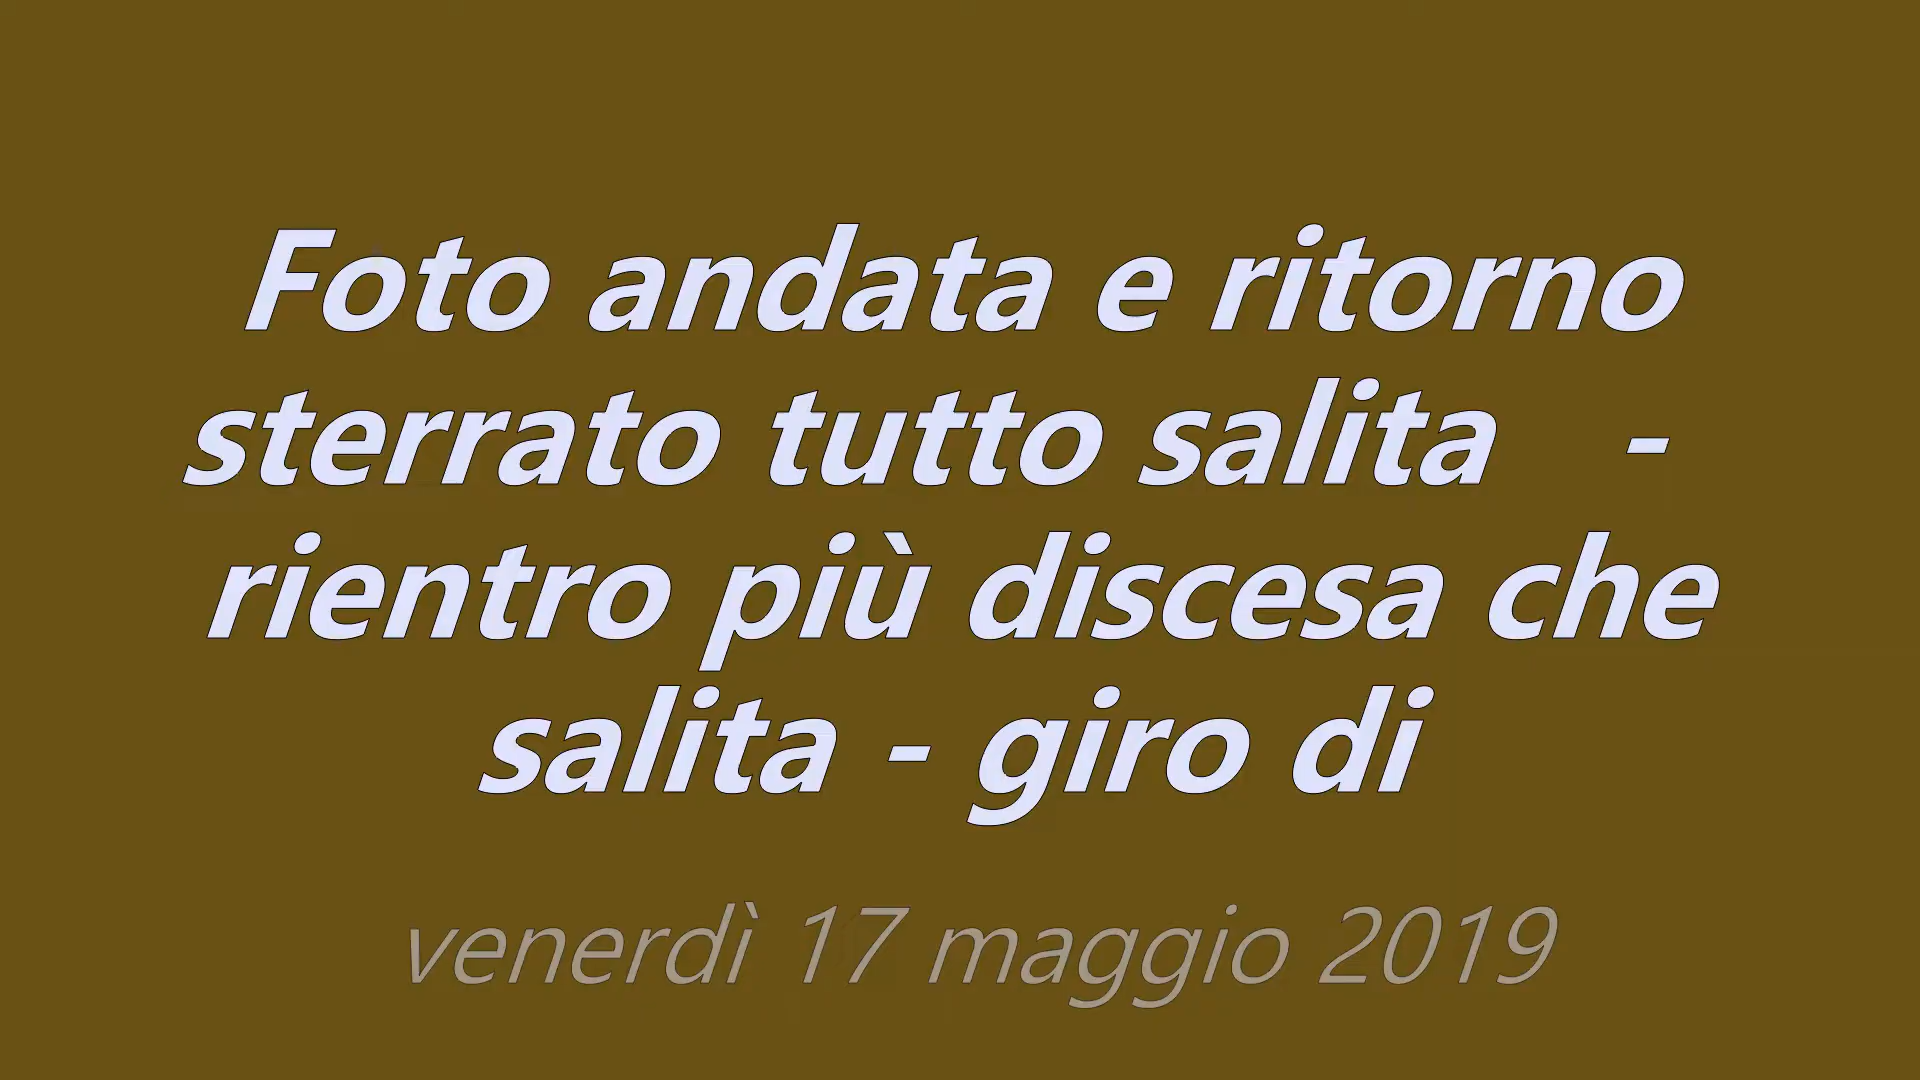 Foto andata e ritorno
sterrato tutto salita   -
rientro più discesa che
salita - giro di
venerdì 17 maggio 2019